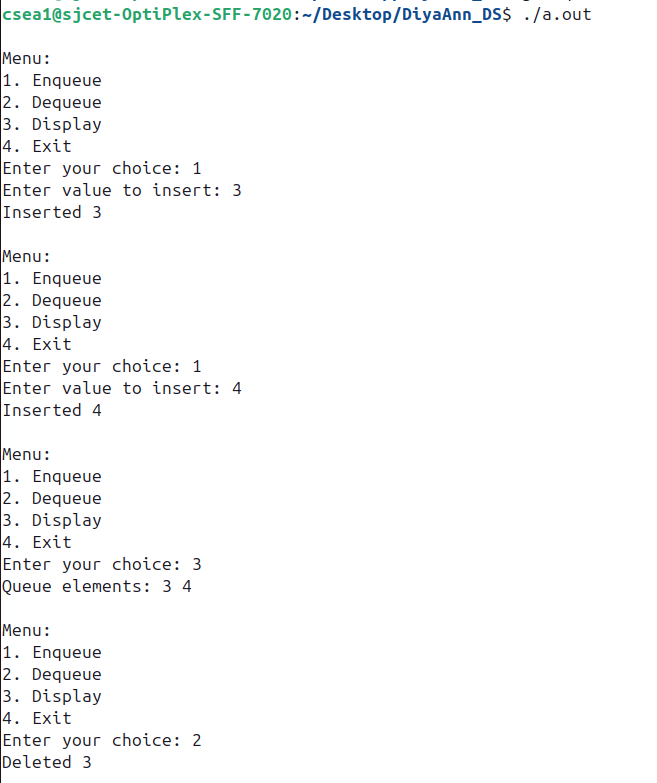 csea1@sjcet-OptiPlex-SFF-7020:~/Desktop/DiyaAnn_DS$ ./a.out
Menu:
1. Enqueue
2. Dequeue
3. Display
4. Exit
Enter your choice: 1
Enter value to insert: 3
Inserted 3
Menu:
1. Enqueue
2. Dequeue
3. Display
4. Exit
Enter your choice: 1
Enter value to insert: 4
Inserted 4
Menu:
1. Enqueue
2. Dequeue
3. Display
4. Exit
Enter your choice: 3
Queue elements: 3 4
Menu:
1. Enqueue
2. Dequeue
3. Display
4. Exit
Enter your choice: 2
Deleted 3